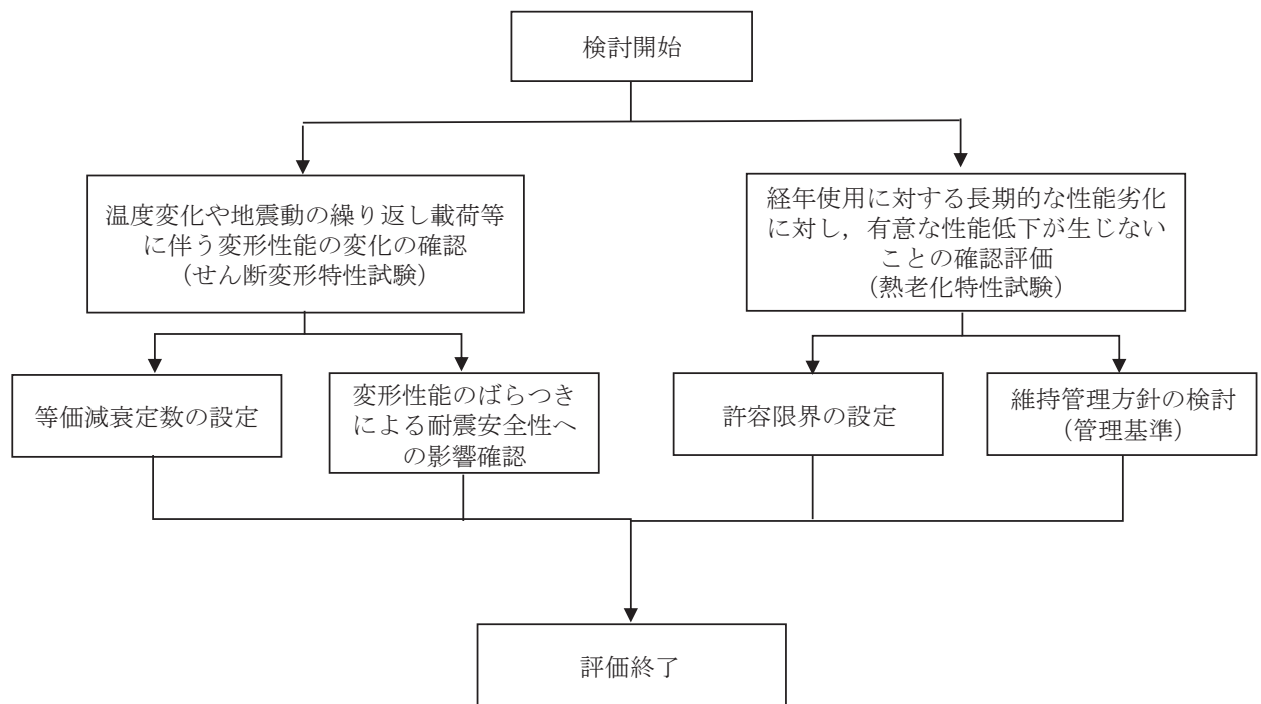 検討開始
温度変化や地震動の繰り返し載荷等
に伴う変形性能の変化の確認
（せん断変形特性試験）
経年使用に対する長期的な性能劣化
に対し，有意な性能低下が生じない
ことの確認評価
（熱老化特性試験）
等価減衰定数の設定
変形性能のばらつき
による耐震安全性へ
の影響確認
許容限界の設定
維持管理方針の検討
（管理基準）
評価終了